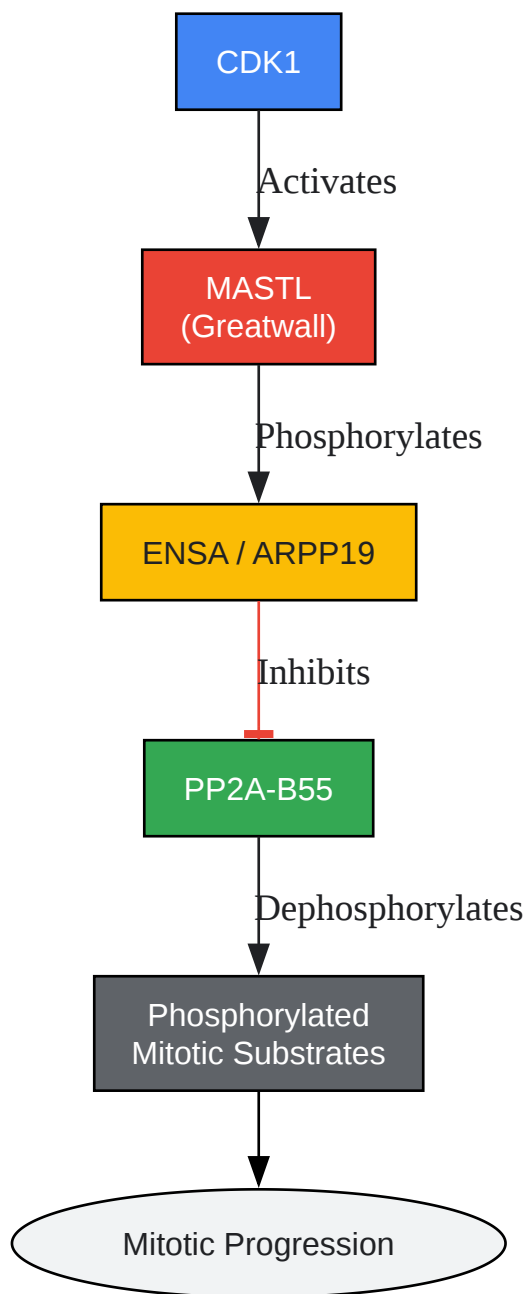 CDK1
Activates
MASTL
(Greatwall)
Phosphorylates
ENSA / ARPP19
Inhibits
PP2A-B55
Dephosphorylates
Phosphorylated
Mitotic Substrates
Mitotic Progression